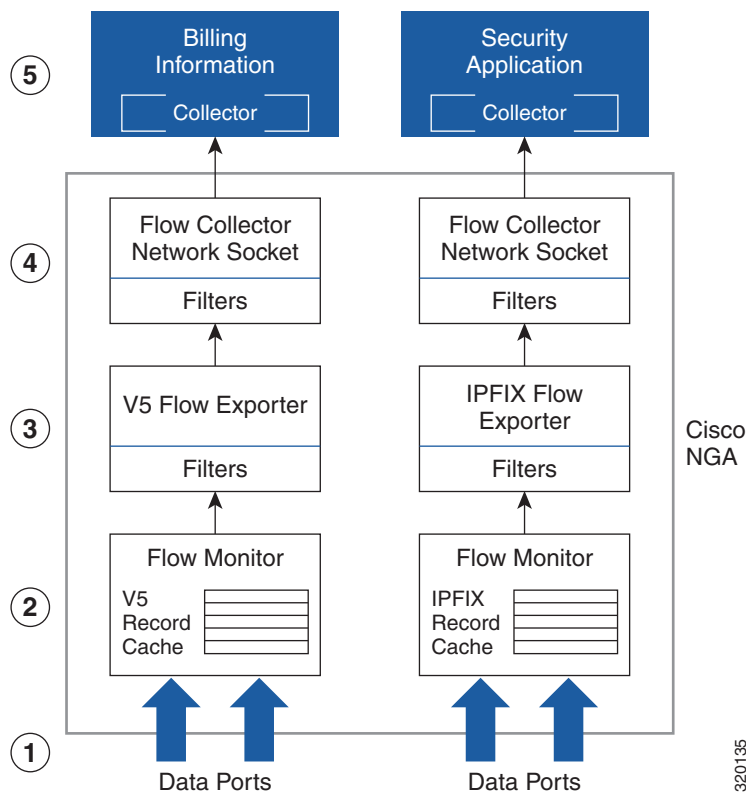 Billing
Information
Collector
Security
Application
Collector
5
Flow Collector
Network Socket
Filters
Flow Collector
Network Socket
Filters
4
V5 Flow Exporter
Filters
IPFIX Flow
Exporter
Filters
3
Cisco
NGA
Flow Monitor
V5
Record
Cache
Flow Monitor
IPFIX
Record
Cache
2
1
Data Ports
Data Ports
320135